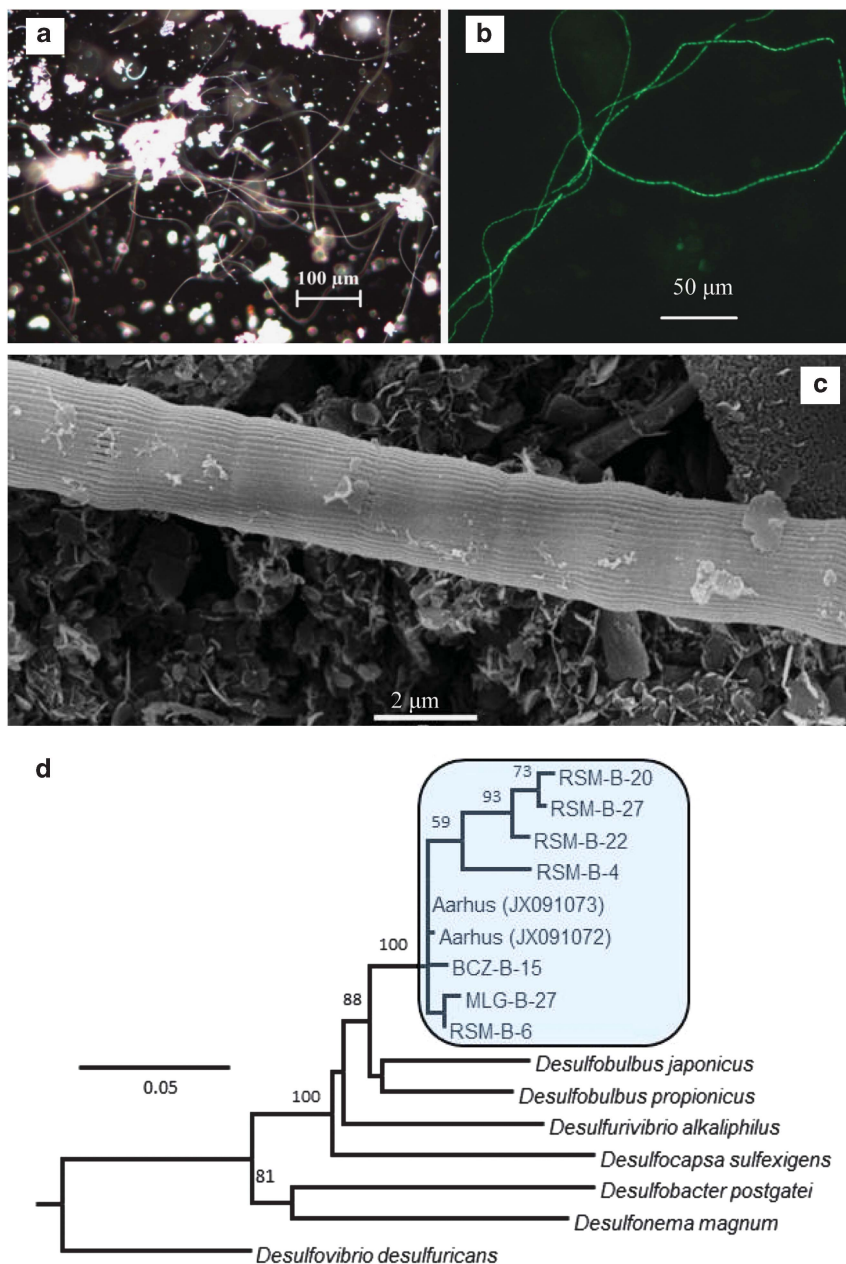 a
100 µm
b
50 µm
c
2 µm
d
73
RSM-B-20
93
RSM-B-27
59
RSM-B-22
RSM-B-4
Aarhus (JX091073)
Aarhus (JX091072)
100
BCZ-B-15
88
MLG-B-27
RSM-B-6
Desulfobulbus japonicus
0.05
Desulfobulbus propionicus
100
Desulfurivibrio alkaliphilus
Desulfocapsa sulfexigens
81
Desulfobacter postgatei
Desulfonema magnum
Desulfovibrio desulfuricans